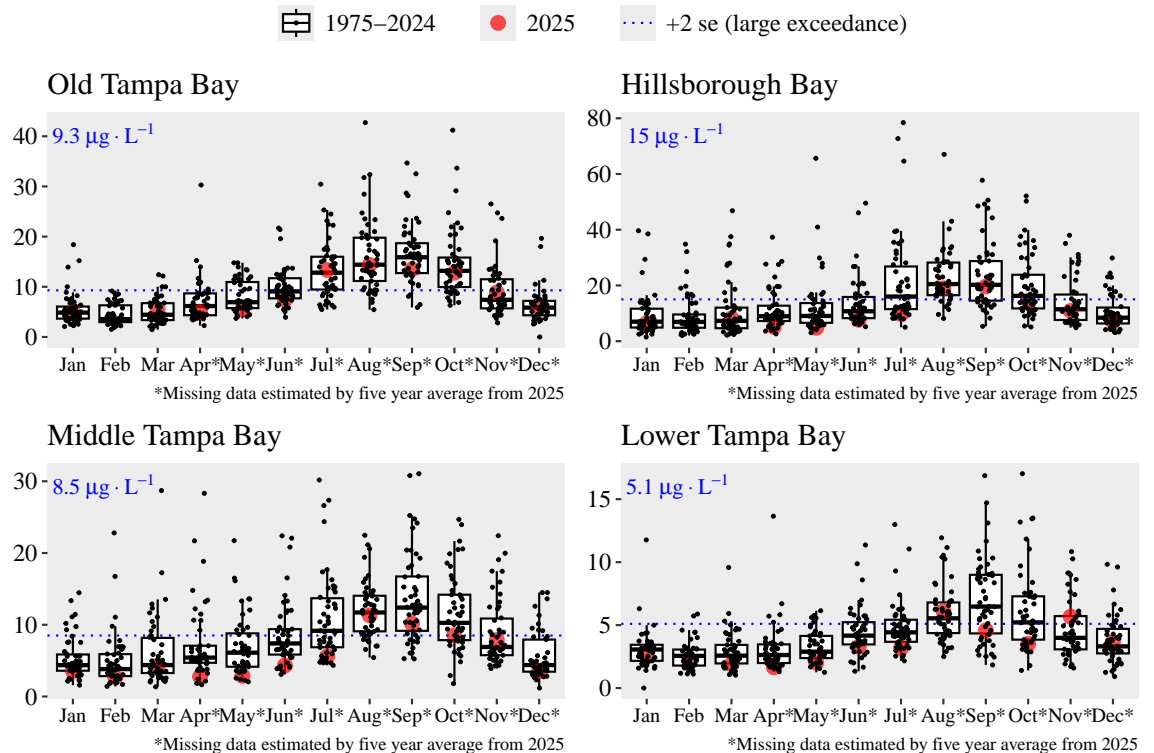 1975−2024 2025 +2 se (large exceedance)
Old Tampa Bay
9.3 μg ⋅ L−1
40
30
20
10
0
Jan Feb Mar Apr* May* Jun* Jul* Aug* Sep* Oct* Nov* Dec*
*Missing data estimated by five year average from 2025
Hillsborough Bay
15 μg ⋅ L−1
80
60
40
20
0
Jan Feb Mar Apr* May* Jun* Jul* Aug* Sep* Oct* Nov* Dec*
*Missing data estimated by five year average from 2025
Middle Tampa Bay
8.5 μg ⋅ L−1
30
20
10
0
Jan Feb Mar Apr* May* Jun* Jul* Aug* Sep* Oct* Nov* Dec*
*Missing data estimated by five year average from 2025
Lower Tampa Bay
5.1 μg ⋅ L−1
15
10
5
0
Jan Feb Mar Apr* May* Jun* Jul* Aug* Sep* Oct* Nov* Dec*
*Missing data estimated by five year average from 2025